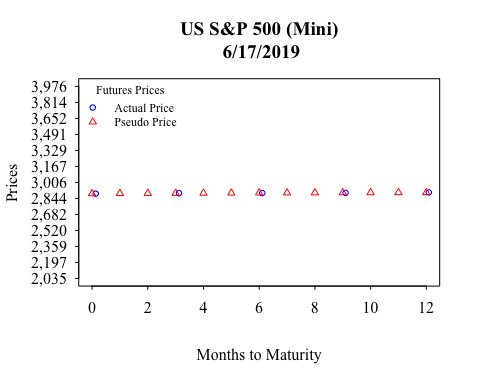 US S&P 500 (Mini)
6/17/2019
Futures Prices
Actual Price
Pseudo Price
Prices
3,976
3,814
3,652
3,491
3,329
3,167
3,006
2,844
2,682
2,520
2,359
2,197
2,035
0 2 4 6 8 10 12
Months to Maturity